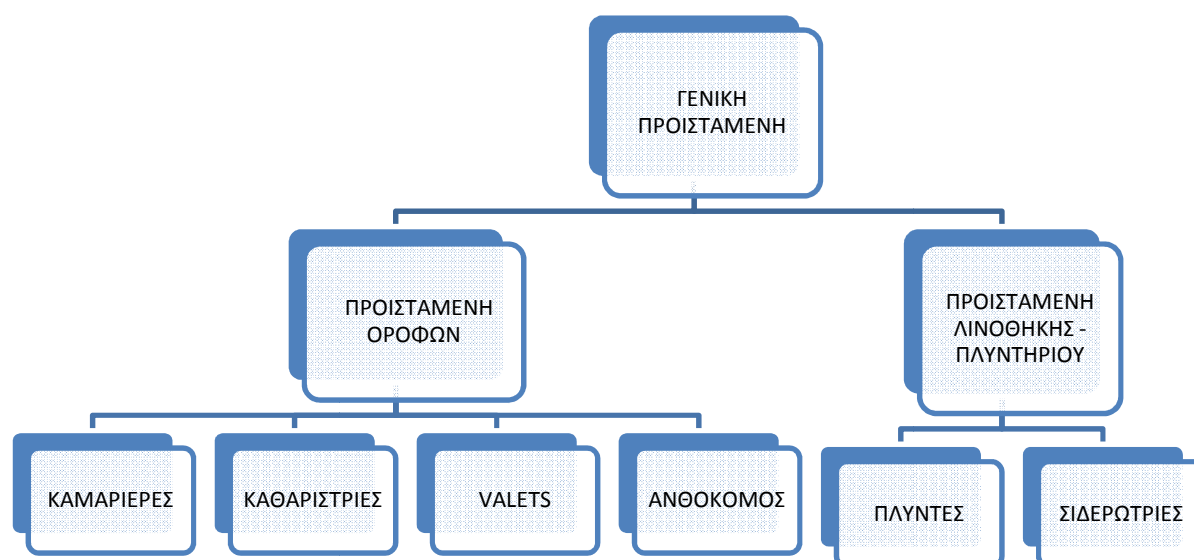 ΓΕΝΙΚΗ
ΠΡΟΙΣΤΑΜΕΝΗ
ΠΡΟΙΣΤΑΜΕΝΗ
ΟΡΟΦΩΝ
ΠΡΟΙΣΤΑΜΕΝΗ
ΛΙΝΟΘΗΚΗΣ -
ΠΛΥΝΤΗΡΙΟΥ
ΚΑΜΑΡΙΕΡΕΣ
ΚΑΘΑΡΙΣΤΡΙΕΣ
VALETS
ΑΝΘΟΚΟΜΟΣ
ΠΛΥΝΤΕΣ
ΣΙΔΕΡΩΤΡΙΕΣ